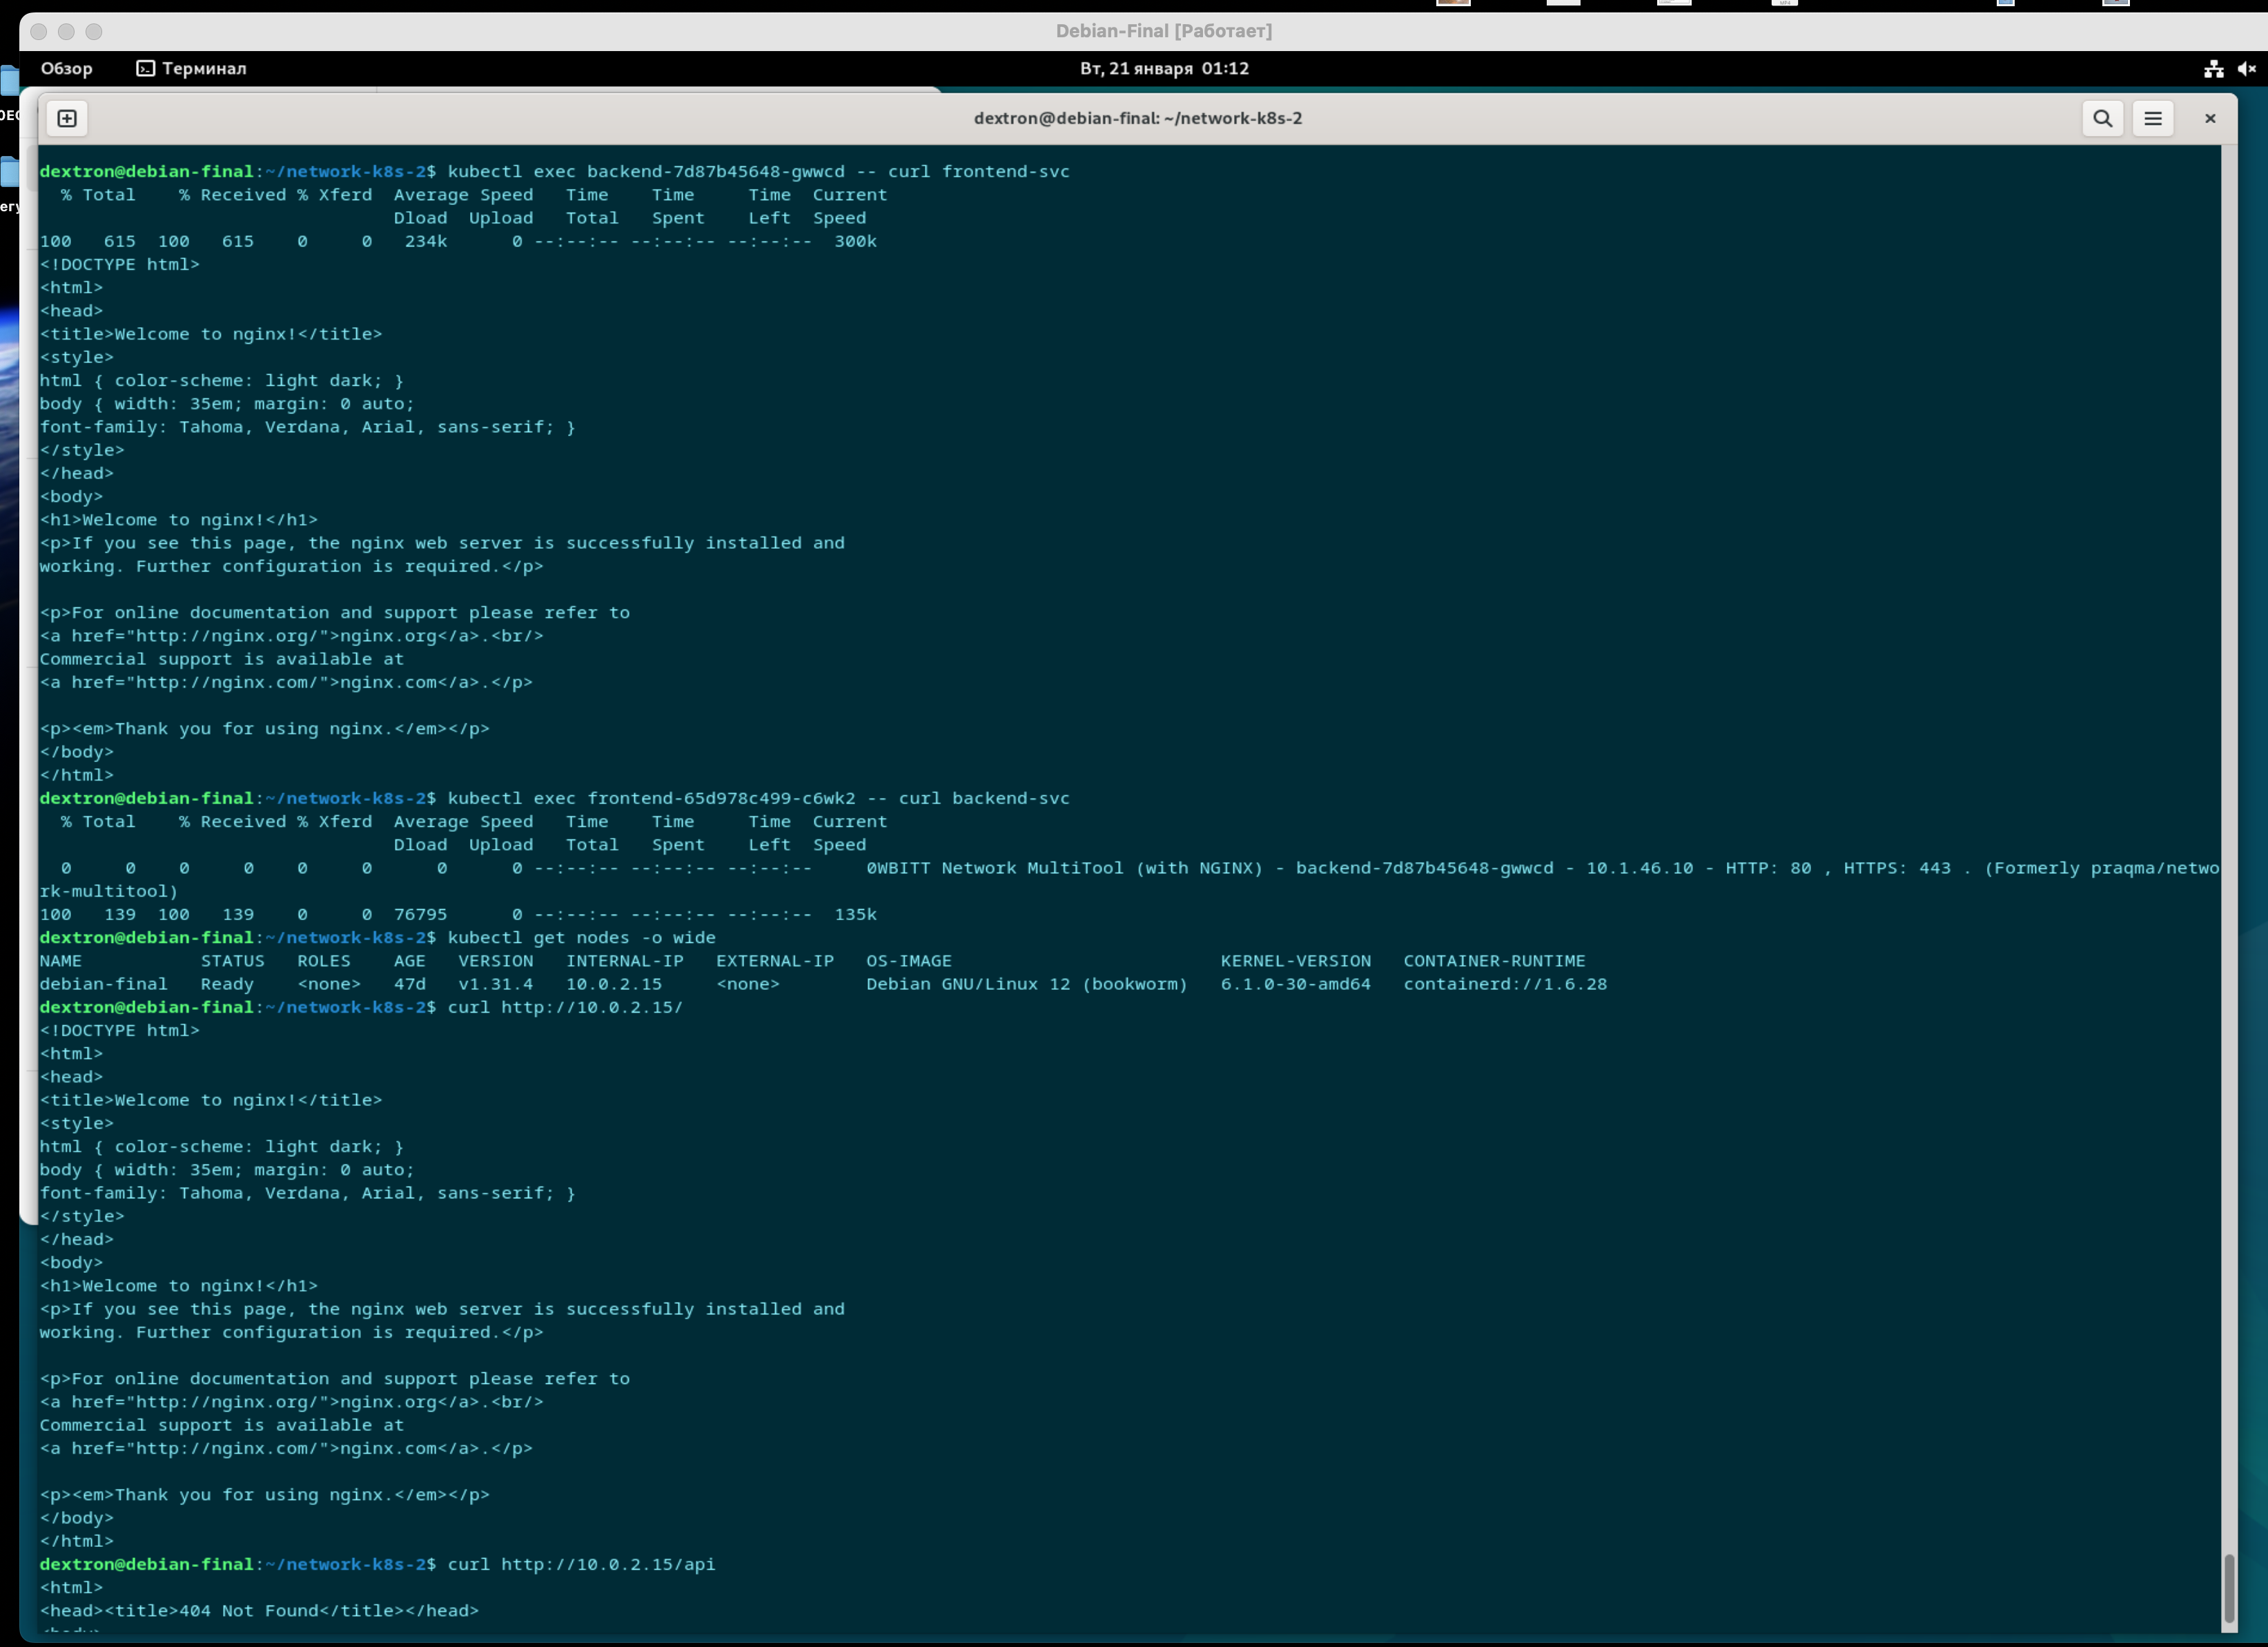 Debian-Final [Работает]
Обзор Терминал Вт, 21 января 01:12
dextron@debian-final: ~/network-k8s-2
dextron@debian-final:~/network-k8s-2$ kubectl exec backend-7d87b45648-gwwcd -- curl frontend-svc
  % Total    % Received % Xferd  Average Speed   Time    Time     Time  Current
                                 Dload  Upload   Total   Spent    Left  Speed
100   615  100   615    0     0   234k      0 --:--:-- --:--:-- --:--:--  300k
<!DOCTYPE html>
<html>
<head>
<title>Welcome to nginx!</title>
<style>
html { color-scheme: light dark; }
body { width: 35em; margin: 0 auto;
font-family: Tahoma, Verdana, Arial, sans-serif; }
</style>
</head>
<body>
<h1>Welcome to nginx!</h1>
<p>If you see this page, the nginx web server is successfully installed and
working. Further configuration is required.</p>

<p>For online documentation and support please refer to
<a href="http://nginx.org/">nginx.org</a>.<br/>
Commercial support is available at
<a href="http://nginx.com/">nginx.com</a>.</p>

<p><em>Thank you for using nginx.</em></p>
</body>
</html>
dextron@debian-final:~/network-k8s-2$ kubectl exec frontend-65d978c499-c6wk2 -- curl backend-svc
  % Total    % Received % Xferd  Average Speed   Time    Time     Time  Current
                                 Dload  Upload   Total   Spent    Left  Speed
  0     0    0     0    0     0      0      0 --:--:-- --:--:-- --:--:--     0WBITT Network MultiTool (with NGINX) - backend-7d87b45648-gwwcd - 10.1.46.10 - HTTP: 80 , HTTPS: 443 . (Formerly praqma/netwo
rk-multitool)
100   139  100   139    0     0  76795      0 --:--:-- --:--:-- --:--:--  135k
dextron@debian-final:~/network-k8s-2$ kubectl get nodes -o wide
NAME           STATUS   ROLES    AGE   VERSION   INTERNAL-IP   EXTERNAL-IP   OS-IMAGE                         KERNEL-VERSION   CONTAINER-RUNTIME
debian-final   Ready    <none>   47d   v1.31.4   10.0.2.15     <none>        Debian GNU/Linux 12 (bookworm)   6.1.0-30-amd64   containerd://1.6.28
dextron@debian-final:~/network-k8s-2$ curl http://10.0.2.15/
<!DOCTYPE html>
<html>
<head>
<title>Welcome to nginx!</title>
<style>
html { color-scheme: light dark; }
body { width: 35em; margin: 0 auto;
font-family: Tahoma, Verdana, Arial, sans-serif; }
</style>
</head>
<body>
<h1>Welcome to nginx!</h1>
<p>If you see this page, the nginx web server is successfully installed and
working. Further configuration is required.</p>

<p>For online documentation and support please refer to
<a href="http://nginx.org/">nginx.org</a>.<br/>
Commercial support is available at
<a href="http://nginx.com/">nginx.com</a>.</p>

<p><em>Thank you for using nginx.</em></p>
</body>
</html>
dextron@debian-final:~/network-k8s-2$ curl http://10.0.2.15/api
<html>
<head><title>404 Not Found</title></head>